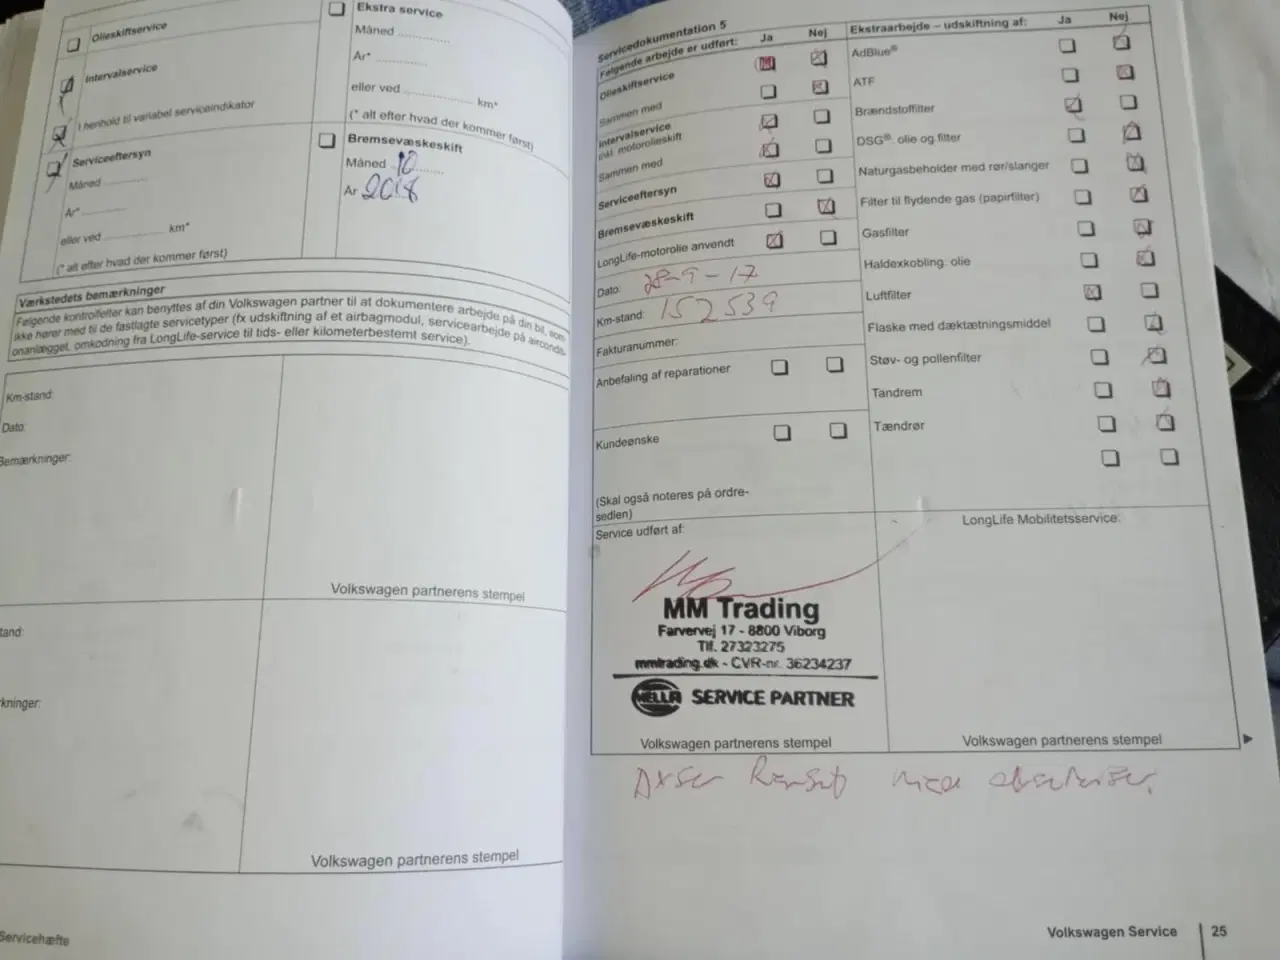 Olieskiftservice
Intervalservice
I henhold til variabel serviceindikator
Serviceeftersyn
Måned
År*
eller ved km*
(* alt efter hvad der kommer først)
Ekstra service
Måned
År*
eller ved km*
(* alt efter hvad der kommer først)
Bremsevæskeskift
Måned 10
År 2018
Værkstedets bemærkninger
Følgende kontrolfelter kan benyttes af din Volkswagen partner til at dokumentere arbejde på din bil, som
ikke hører med til de fastlagte servicetyper (fx udskiftning af et airbagmodul, servicearbejde på aircondi-
onanlægget, omkodning fra LongLife-service til tids- eller kilometerbestemt service).
Km-stand:
Dato:
Bemærkninger:
Volkswagen partnerens stempel
tand:
kninger:
Volkswagen partnerens stempel
Servicehæfte
Servicedokumentation 5
Følgende arbejde er udført: Ja Nej
Olieskiftservice
Sammen med
Intervalservice
inkl. motorolieskift
Sammen med
Serviceeftersyn
Bremsevæskeskift
LongLife-motorolie anvendt
Dato: 28-9-17
Km-stand: 152539
Fakturanummer:
Anbefaling af reparationer
Kundeønske
(Skal også noteres på ordre-
sedlen)
Ekstraarbejde – udskiftning af: Ja Nej
AdBlue®
ATF
Brændstoffilter
DSG®: olie og filter
Naturgasbeholder med rør/slanger
Filter til flydende gas (papirfilter)
Gasfilter
Haldexkobling: olie
Luftfilter
Flaske med dæktætningsmiddel
Støv- og pollenfilter
Tandrem
Tændrør
Service udført af:
MM Trading
Farvervej 17 - 8800 Viborg
Tlf. 27323275
mmtrading.dk - CVR-nr. 36234237
HELLA SERVICE PARTNER
Volkswagen partnerens stempel
LongLife Mobilitetsservice:
Volkswagen partnerens stempel
Volkswagen Service 25